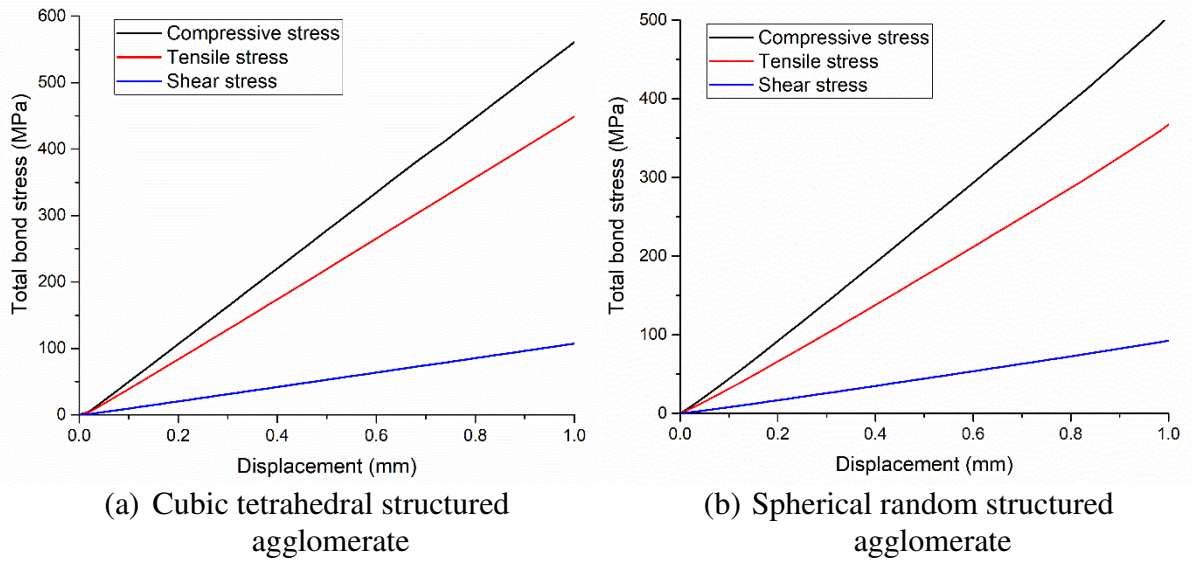 600
500
400
300
200
100
0
Total bond stress (MPa)
Compressive stress
Tensile stress
Shear stress
0.0 0.2 0.4 0.6 0.8 1.0
Displacement (mm)
(a) Cubic tetrahedral structured
agglomerate
500
400
300
200
100
0
Total bond stress (MPa)
Compressive stress
Tensile stress
Shear stress
0.0 0.2 0.4 0.6 0.8 1.0
Displacement (mm)
(b) Spherical random structured
agglomerate